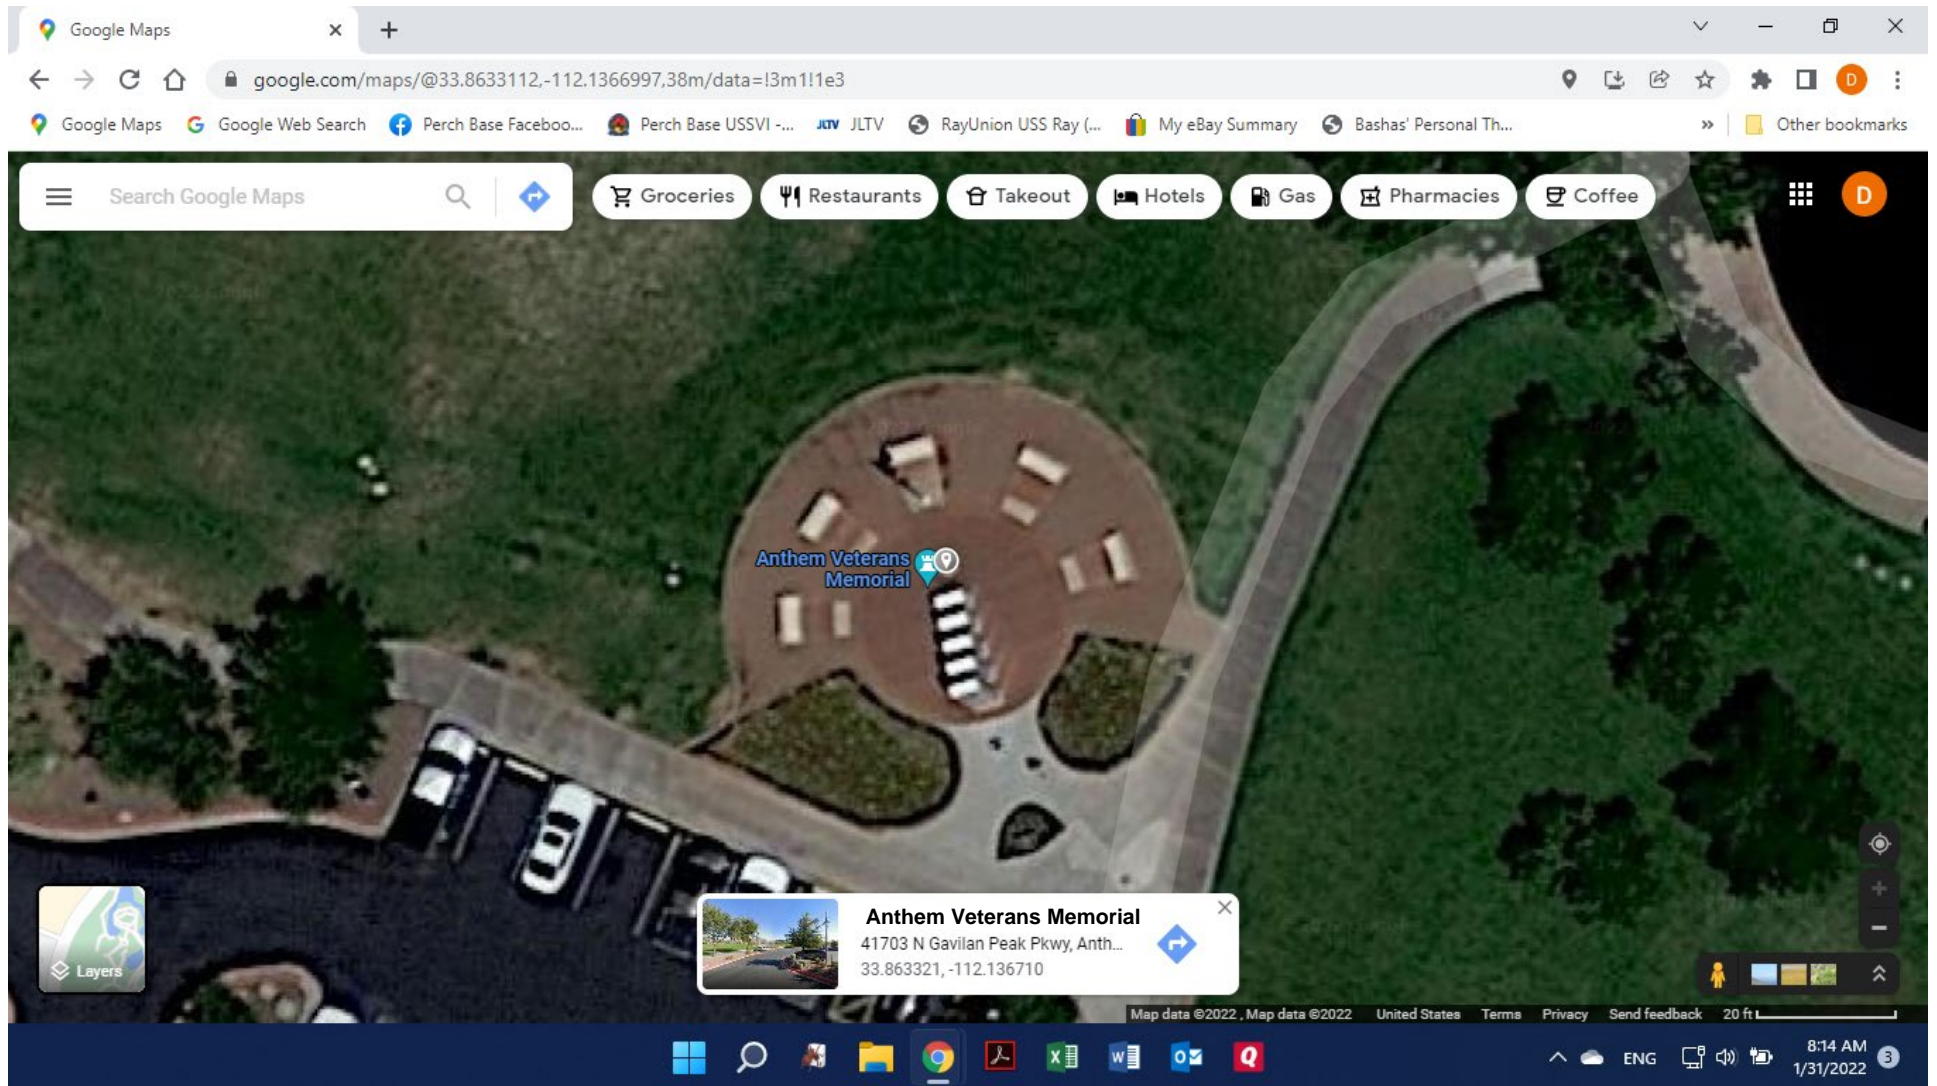 Google Maps
google.com/maps/@33.8633112,-112.1366997,38m/data=!3m1!1e3
D
Google Maps
Google Web Search
Perch Base Faceboo...
Perch Base USSVI -...
JLTV
JLTV
RayUnion USS Ray (...
My eBay Summary
Bashas' Personal Th...
»
Other bookmarks
Search Google Maps
Groceries
Restaurants
Takeout
Hotels
Gas
Pharmacies
Coffee
D
Anthem Veterans
Memorial
Layers
Anthem Veterans Memorial
41703 N Gavilan Peak Pkwy, Anth...
33.863321, -112.136710
Map data ©2022 , Map data ©2022
United States
Terms
Privacy
Send feedback
20 ft
ENG
8:14 AM
1/31/2022
3